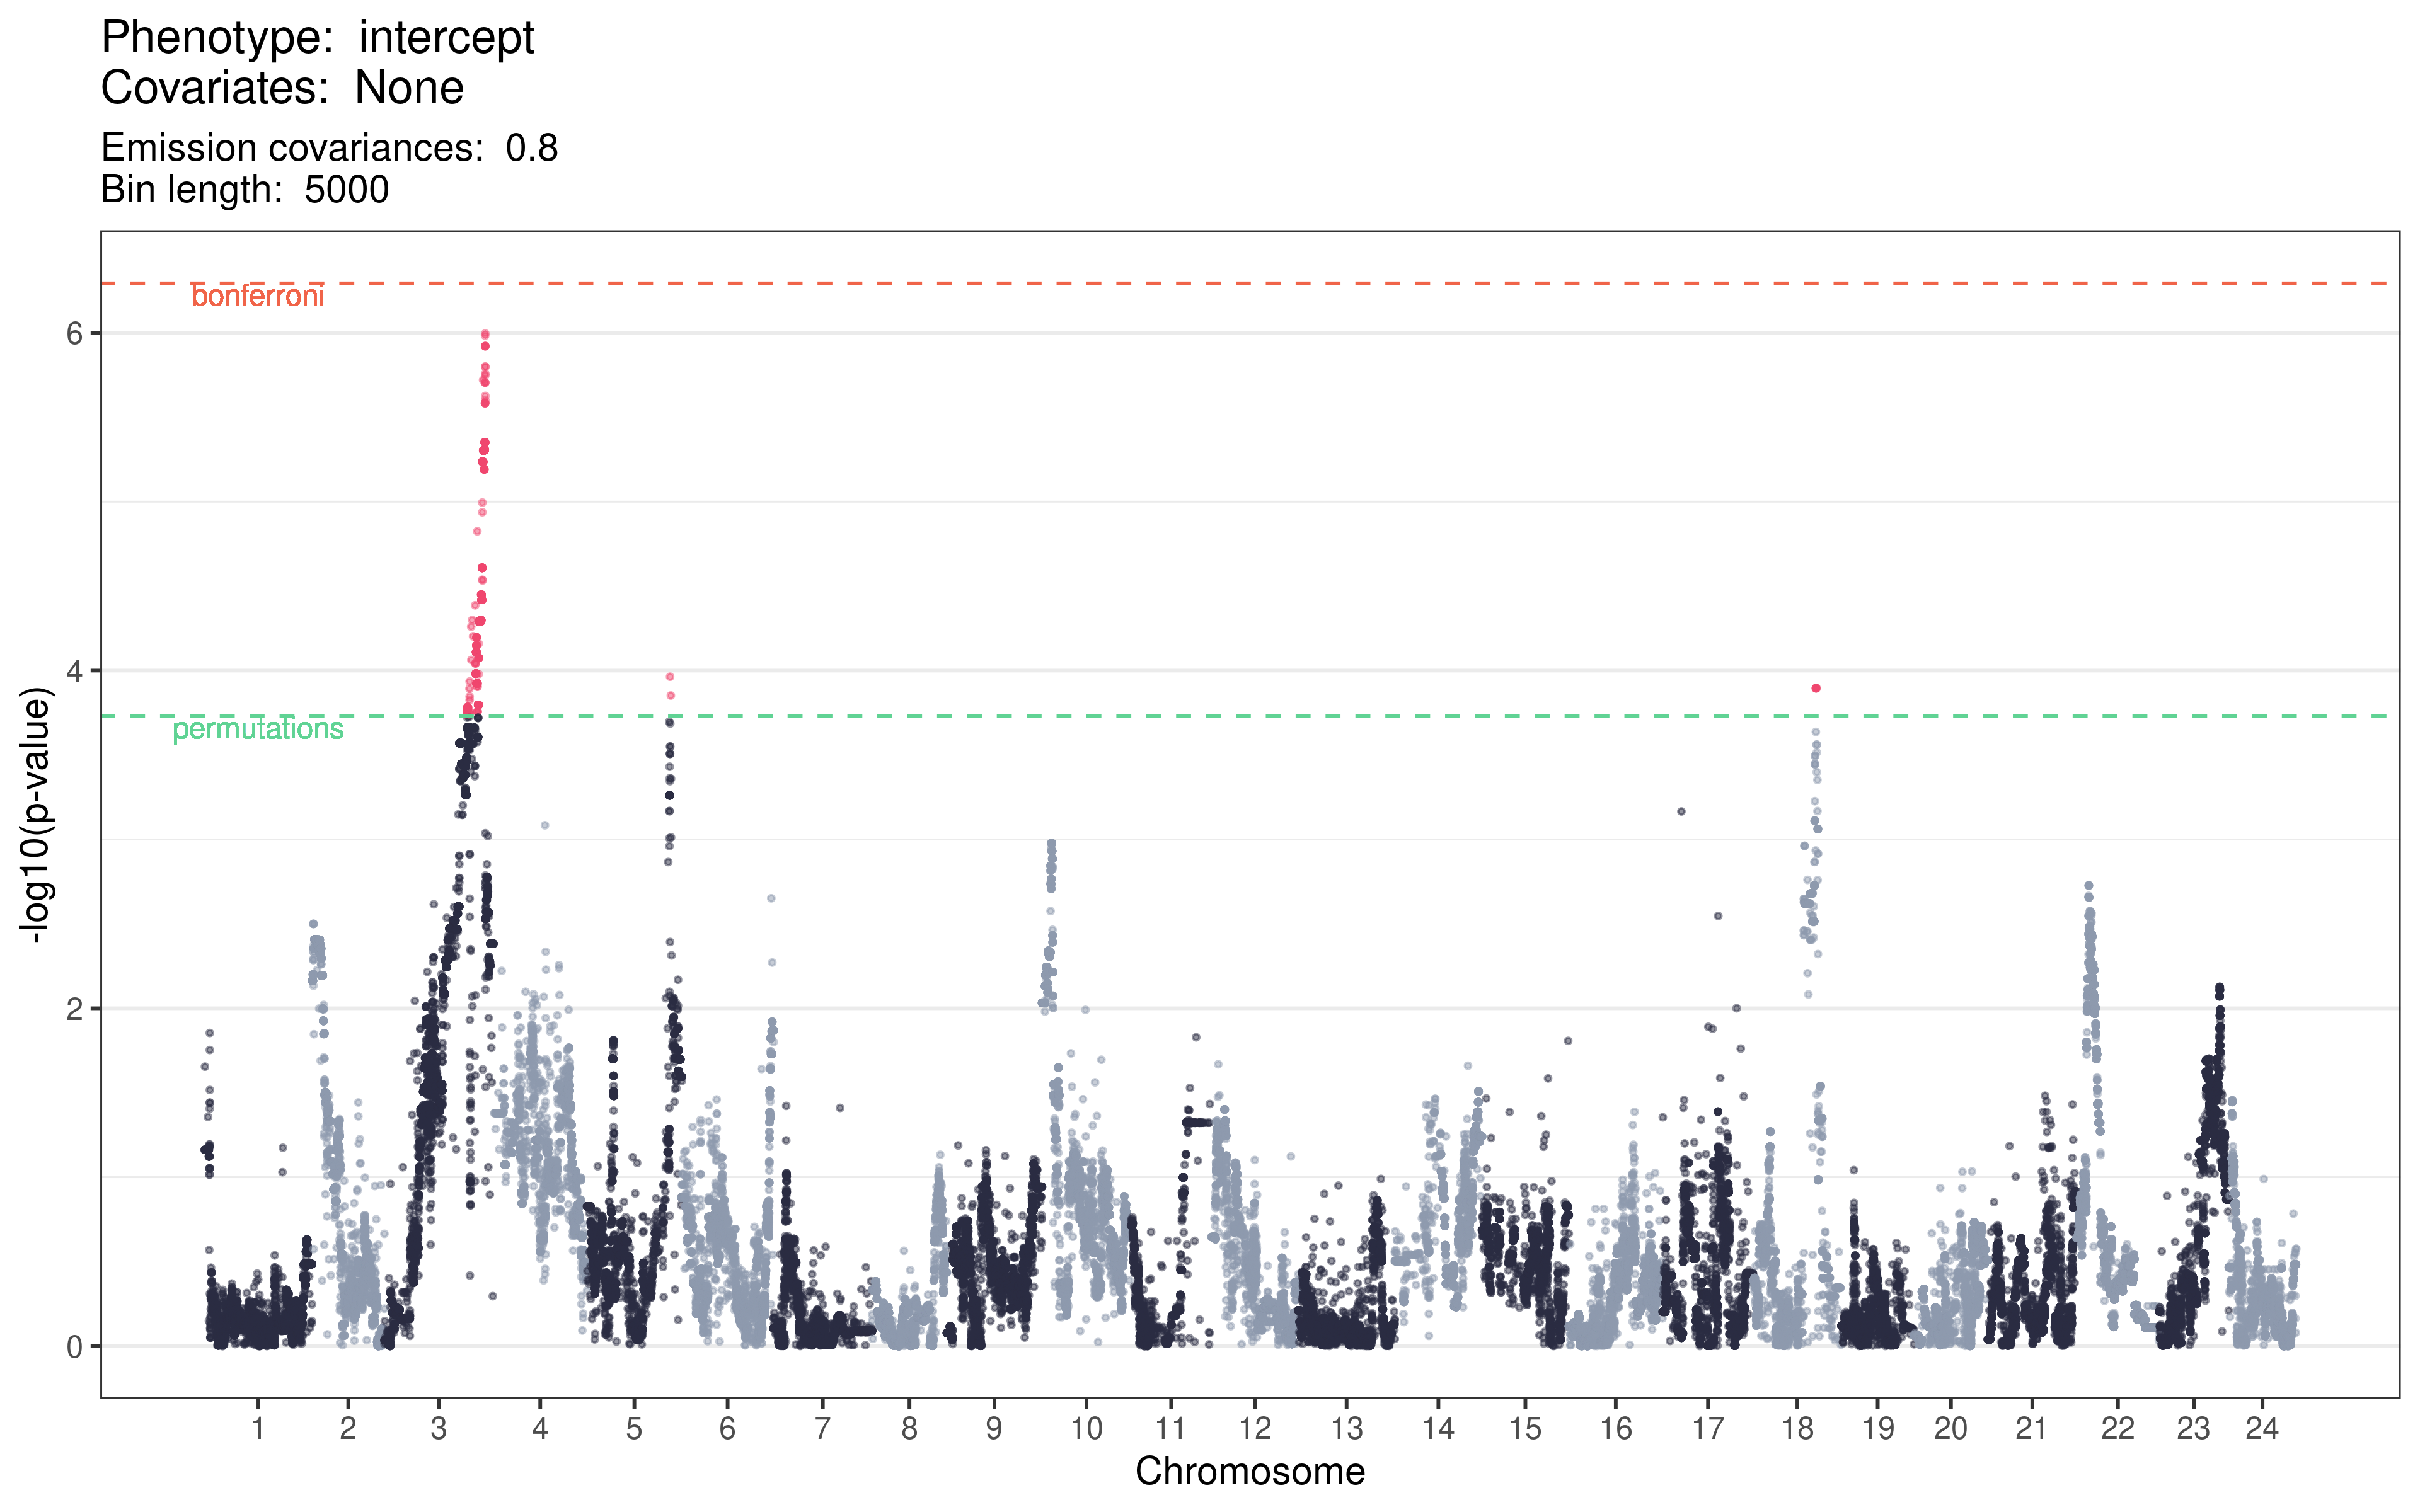 Phenotype: intercept
Covariates: None
Emission covariances: 0.8
Bin length: 5000
bonferroni
6
4
permutations
2
0
-log10(p-value)
1 2 3 4 5 6 7 8 9 10 11 12 13 14 15 16 17 18 19 20 21 22 23 24
Chromosome